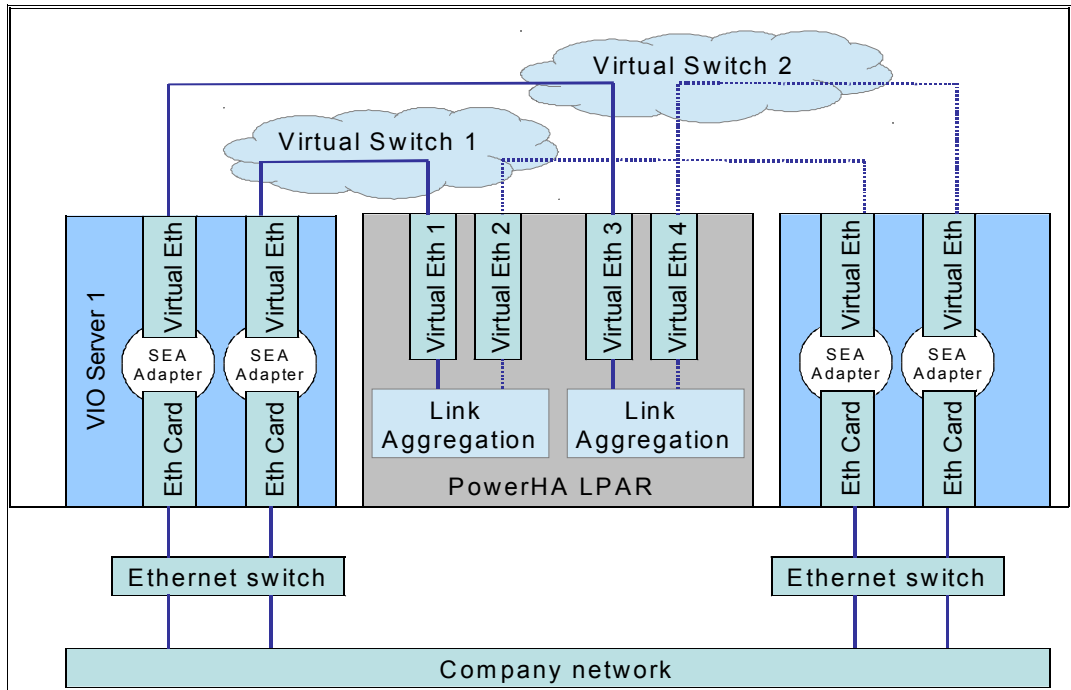 Virtual Switch 2
Virtual Switch 1
VIO Server 1
Virtual Eth
Virtual Eth
Virtual Eth 1
Virtual Eth 2
Virtual Eth 3
Virtual Eth 4
Virtual Eth
Virtual Eth
SEA
Adapter
SEA
Adapter
SEA
Adapter
SEA
Adapter
Link
Aggregation
Link
Aggregation
Eth Card
Eth Card
PowerHA LPAR
Eth Card
Eth Card
Ethernet switch
Ethernet switch
Company network